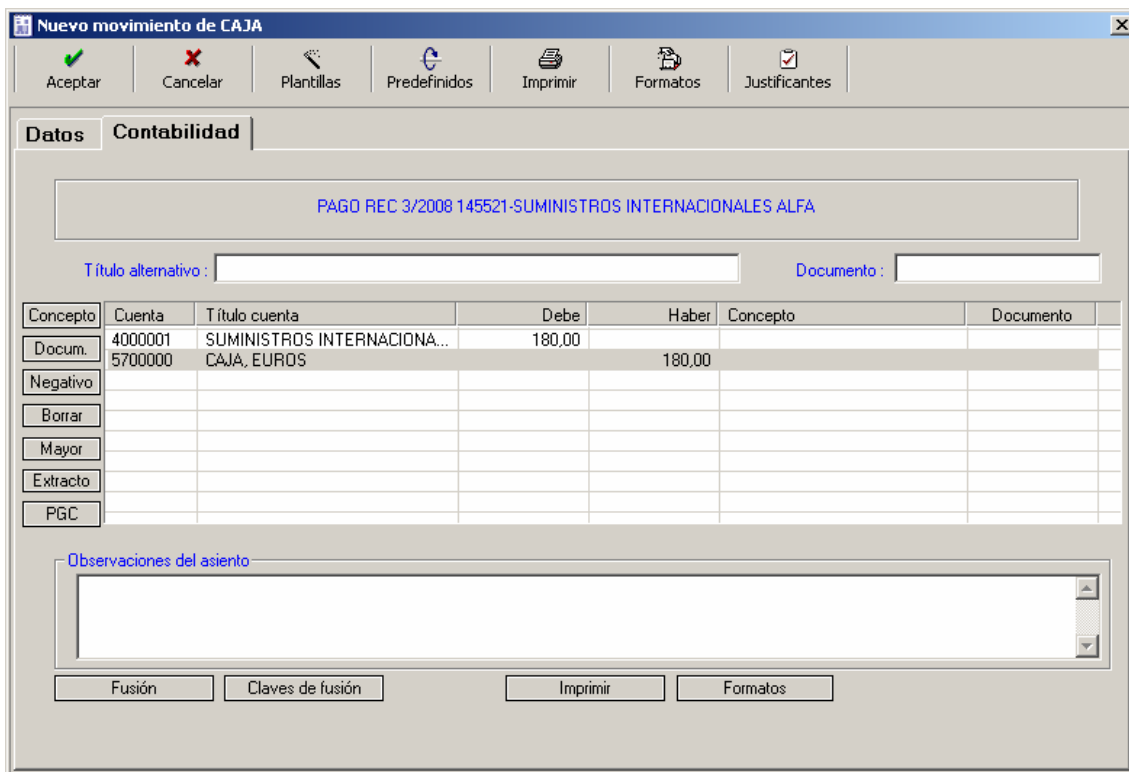 Nuevo movimiento de CAJA
Aceptar Cancelar Plantillas Predefinidos Imprimir Formatos Justificantes
Datos Contabilidad
PAGO REC 3/2008 145521-SUMINISTROS INTERNACIONALES ALFA
Título alternativo : Documento :
Concepto Cuenta Título cuenta Debe Haber Concepto Documento
4000001 SUMINISTROS INTERNACIONA... 180,00
Docum.
5700000 CAJA, EUROS 180,00
Negativo
Borrar
Mayor
Extracto
PGC
Observaciones del asiento
Fusión Claves de fusión Imprimir Formatos